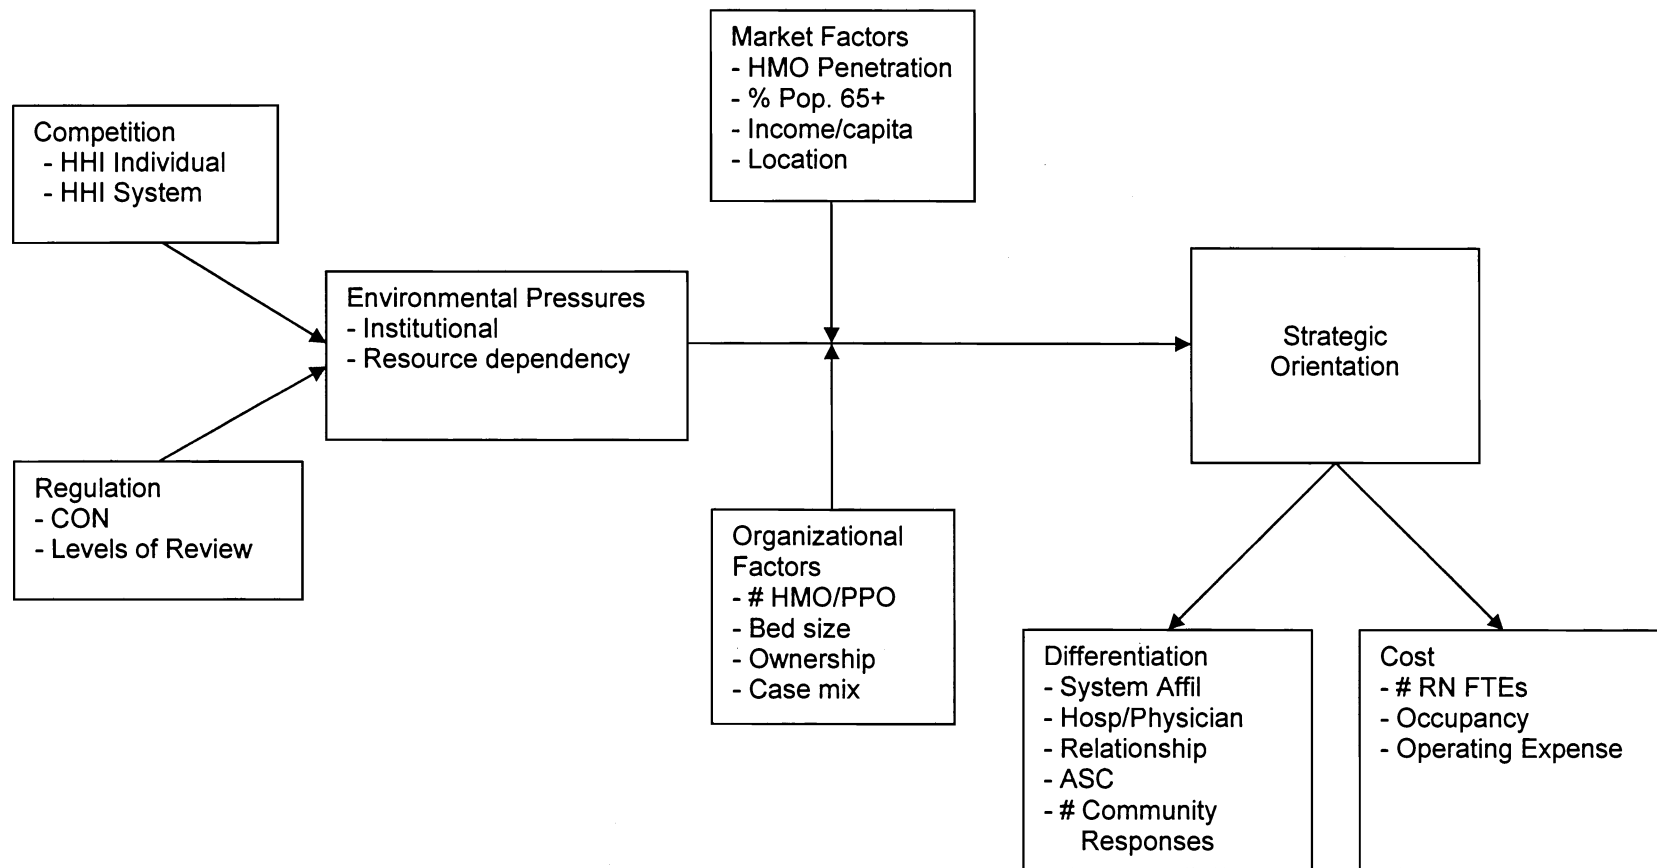 Market Factors
- HMO Penetration
- % Pop. 65+
- Income/capita
- Location
Competition
- HHI Individual
- HHI System
Environmental Pressures
- Institutional
- Resource dependency
Strategic
Orientation
Regulation
- CON
- Levels of Review
Organizational
Factors
- # HMO/PPO
- Bed size
- Ownership
- Case mix
Differentiation
- System Affil
- Hosp/Physician
- Relationship
- ASC
- # Community
Responses
Cost
- # RN FTEs
- Occupancy
- Operating Expense